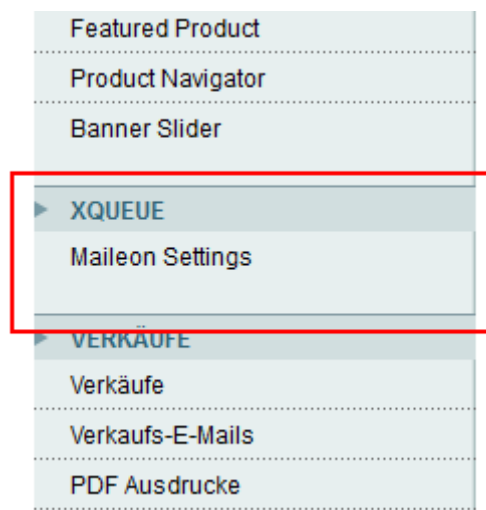 Featured Product
Product Navigator
Banner Slider
XQUEUE
Maileon Settings
VERKÄUFE
Verkäufe
Verkaufs-E-Mails
PDF Ausdrucke